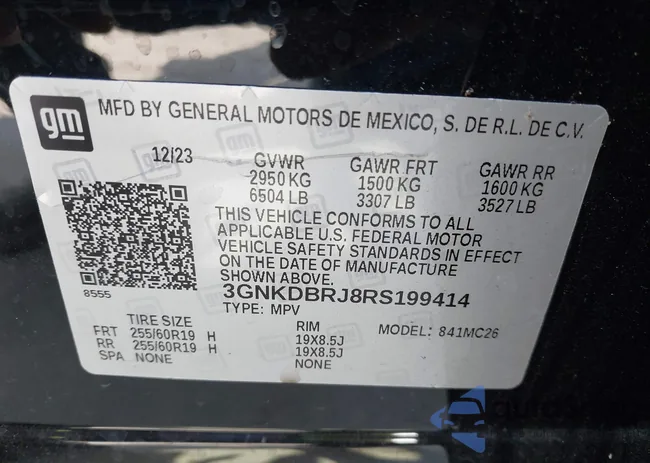 gm
MFD BY GENERAL MOTORS DE MEXICO, S. DE R.L. DE C.V.
12/23 GVWR GAWR FRT GAWR RR
2950 KG 1500 KG 1600 KG
6504 LB 3307 LB 3527 LB
THIS VEHICLE CONFORMS TO ALL
APPLICABLE U.S. FEDERAL MOTOR
VEHICLE SAFETY STANDARDS IN EFFECT
ON THE DATE OF MANUFACTURE
SHOWN ABOVE.
8555
3GNKDBRJ8RS199414
TYPE: MPV
TIRE SIZE RIM MODEL: 841MC26
FRT 255/60R19 H 19X8.5J
RR 255/60R19 H 19X8.5J
SPA NONE NONE